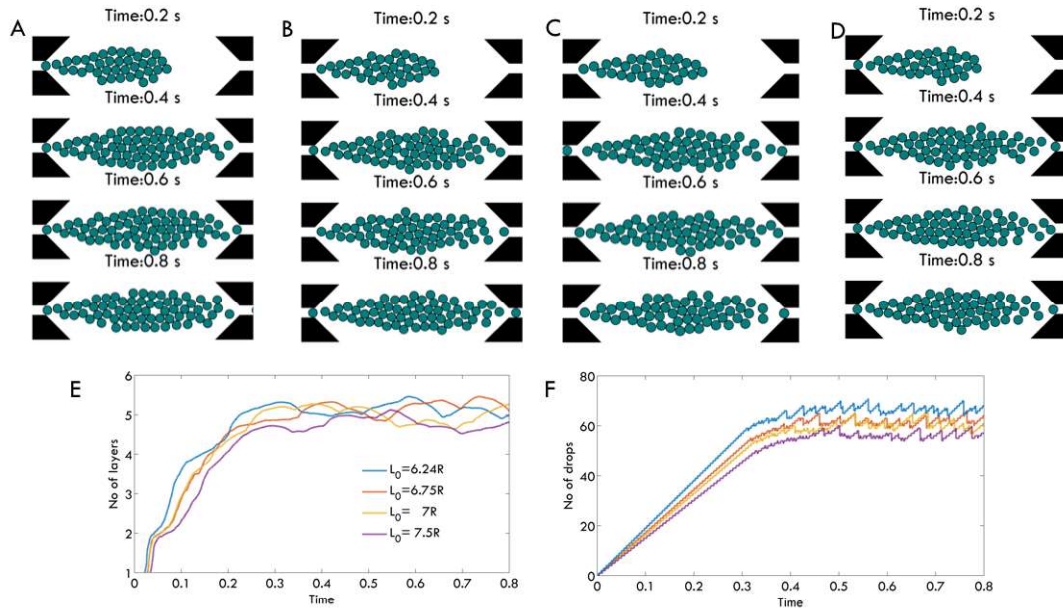 A
Time:0.2 s
Time:0.4 s
Time:0.6 s
Time:0.8 s
B
Time:0.2 s
Time:0.4 s
Time:0.6 s
Time:0.8 s
C
Time:0.2 s
Time:0.4 s
Time:0.6 s
Time:0.8 s
D
Time:0.2 s
Time:0.4 s
Time:0.6 s
Time:0.8 s
E
No of layers
6
5
4
3
2
1
L₀=6.24R
L₀=6.75R
L₀= 7R
L₀= 7.5R
0 0.1 0.2 0.3 0.4 0.5 0.6 0.7 0.8
Time
F
No of drops
80
60
40
20
0
0 0.1 0.2 0.3 0.4 0.5 0.6 0.7 0.8
Time